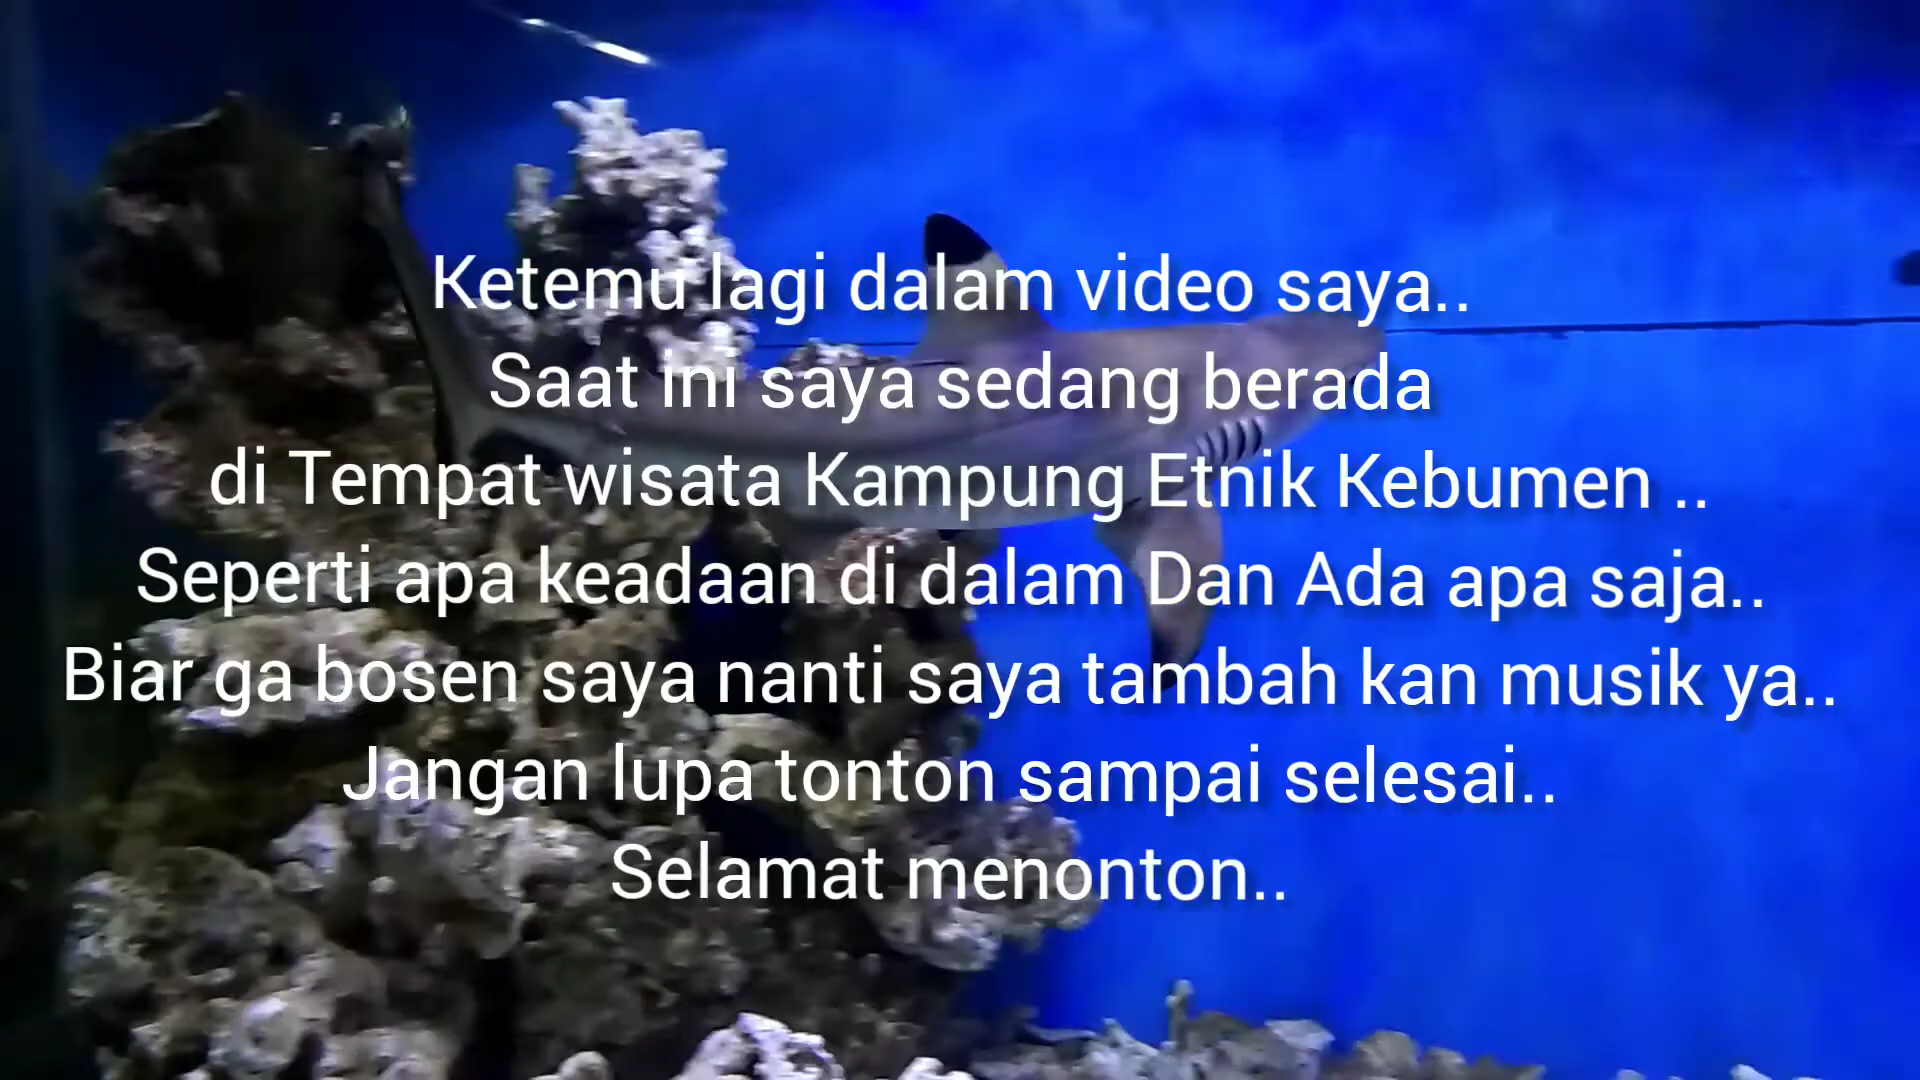 Ketemu lagi dalam video saya..
Saat ini saya sedang berada
di Tempat wisata Kampung Etnik Kebumen ..
Seperti apa keadaan di dalam Dan Ada apa saja..
Biar ga bosen saya nanti saya tambah kan musik ya..
Jangan lupa tonton sampai selesai..
Selamat menonton..